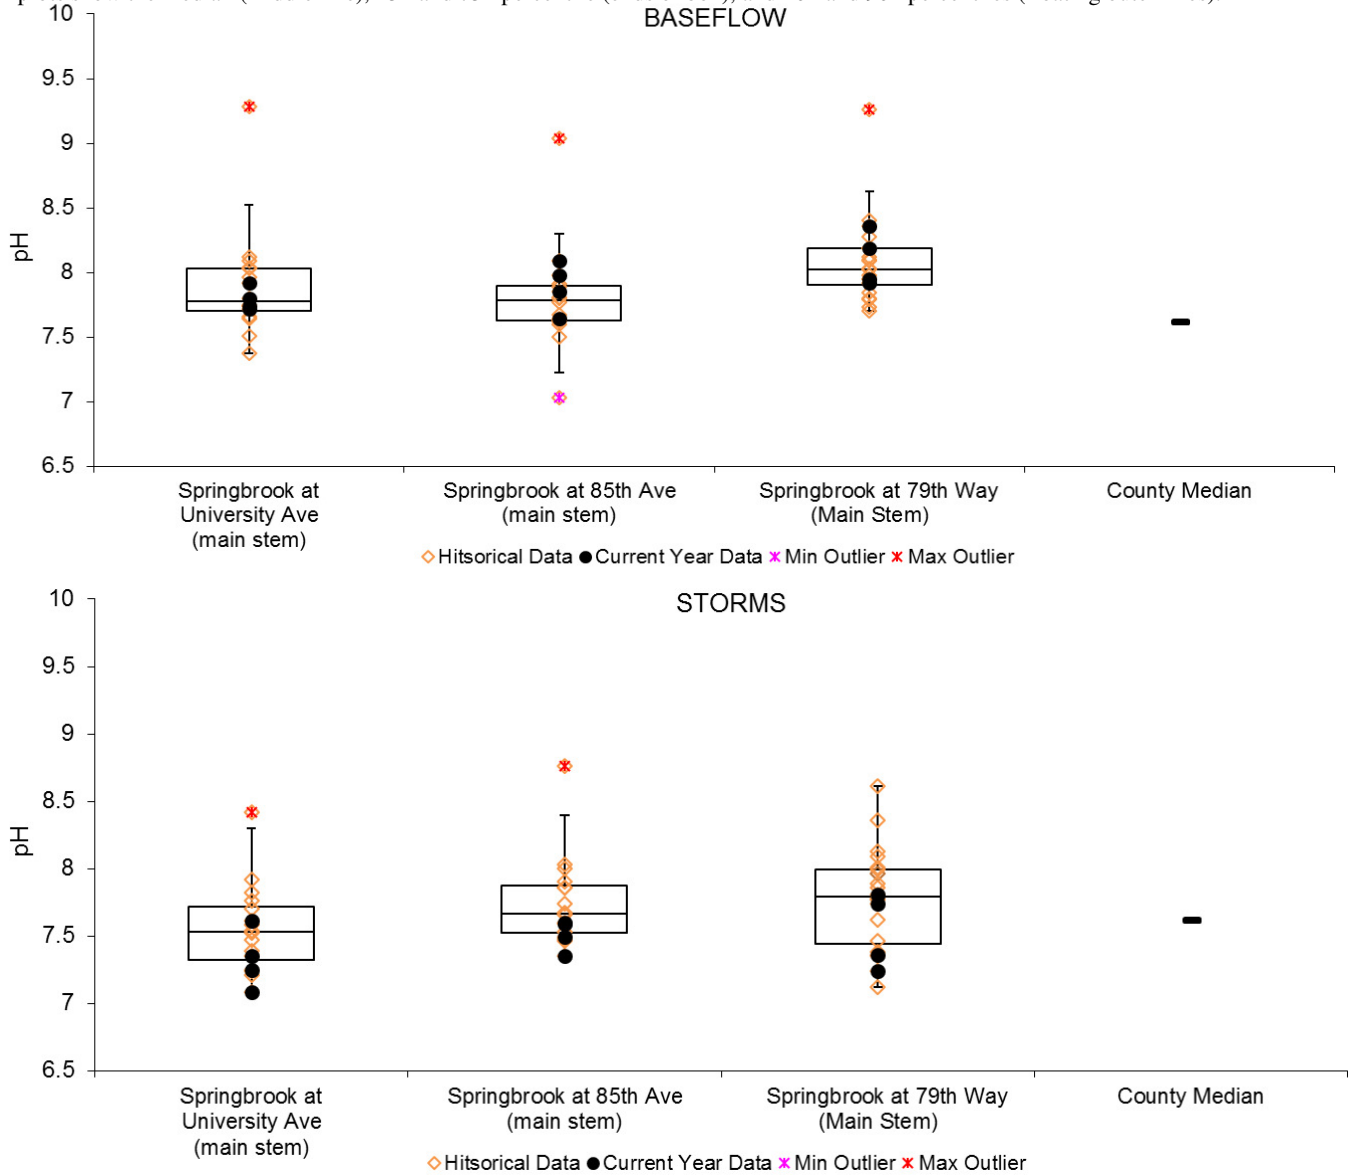 BASEFLOW
10
9.5
9
8.5
8
7.5
7
6.5
pH
Springbrook at
University Ave
(main stem)
Springbrook at 85th Ave
(main stem)
Springbrook at 79th Way
(Main Stem)
County Median
Hitsorical Data Current Year Data Min Outlier Max Outlier
STORMS
10
9.5
9
8.5
8
7.5
7
6.5
pH
Springbrook at
University Ave
(main stem)
Springbrook at 85th Ave
(main stem)
Springbrook at 79th Way
(Main Stem)
County Median
Hitsorical Data Current Year Data Min Outlier Max Outlier